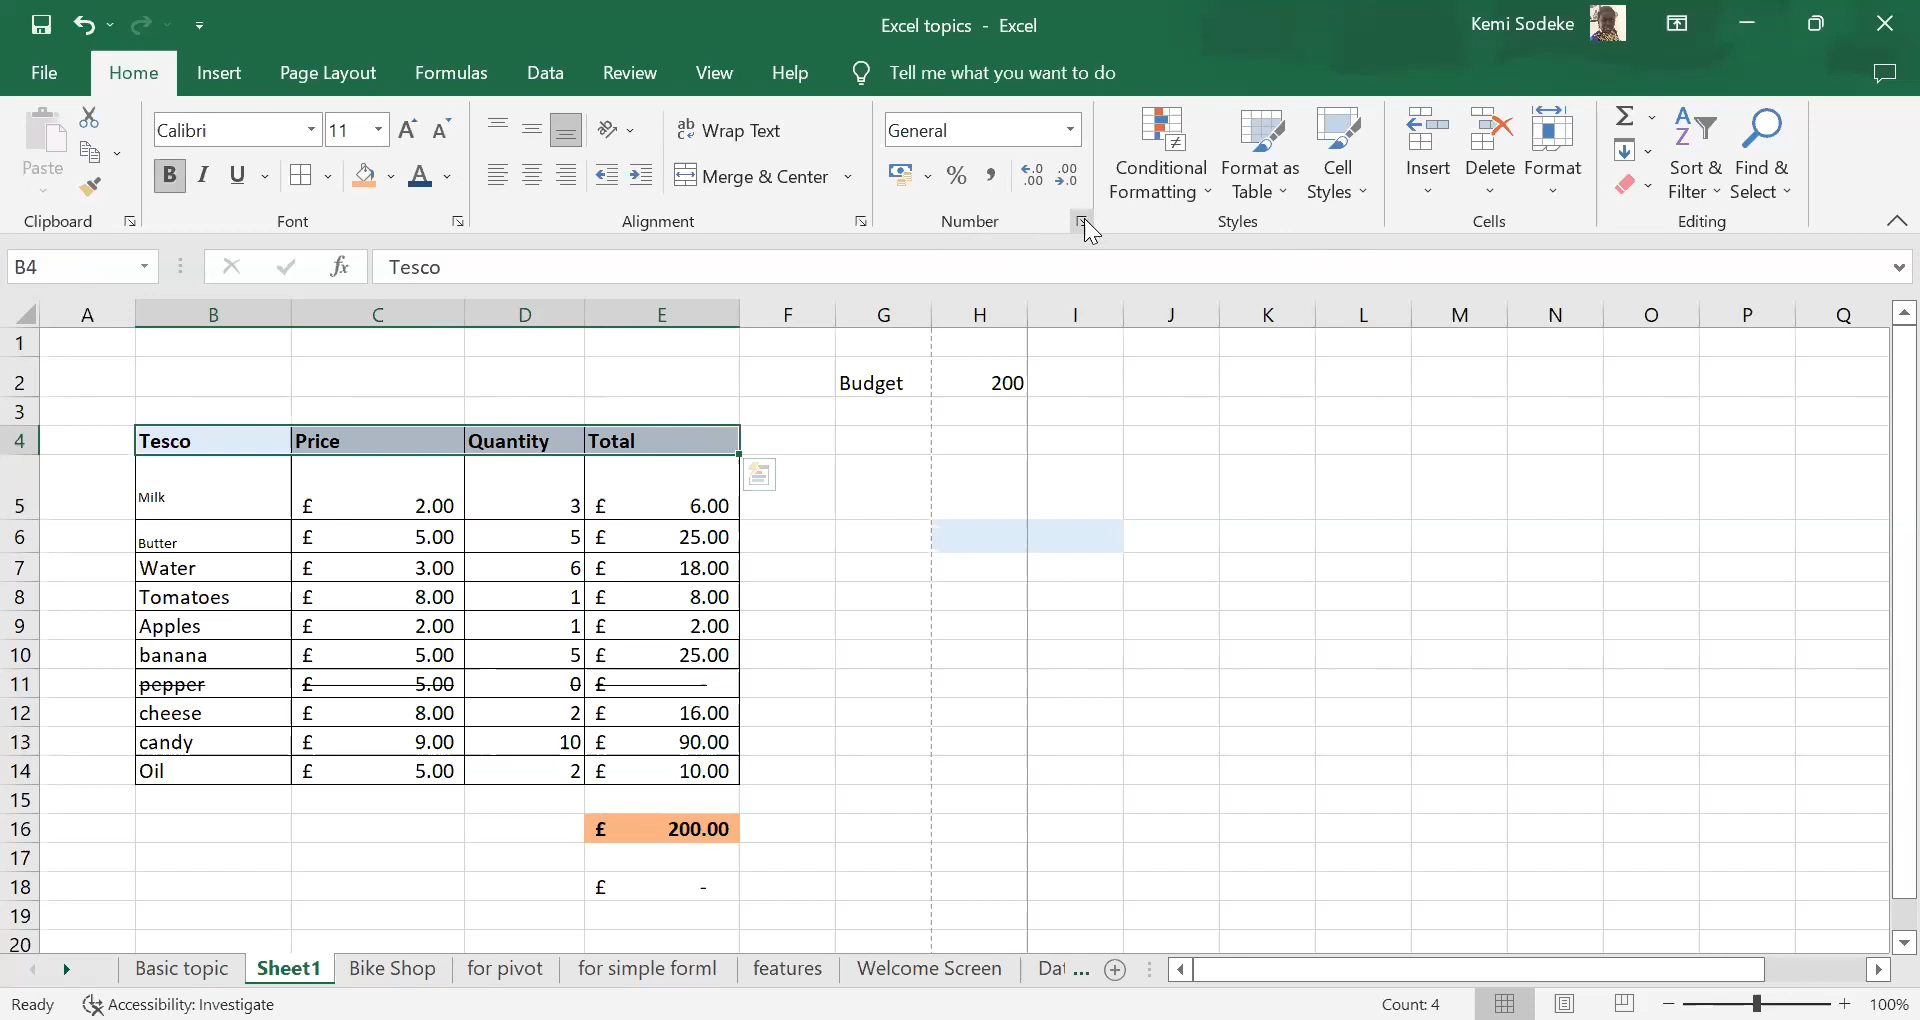 Excel topics - Excel
Kemi Sodeke
File Home Insert Page Layout Formulas Data Review View Help Tell me what you want to do
Paste
Clipboard
Calibri 11
B I U A
Font
ab Wrap Text
Merge & Center
Alignment
General
% , .00 .00
Number
Conditional Formatting
Format as Table
Cell Styles
Styles
Insert Delete Format
Cells
Sort & Filter
Find & Select
Editing
B4 fx Tesco
A B C D E F G H I J K L M N O P Q
1
2 Budget 200
3
4 Tesco Price Quantity Total
5 Milk £ 2.00 3 £ 6.00
6 Butter £ 5.00 5 £ 25.00
7 Water £ 3.00 6 £ 18.00
8 Tomatoes £ 8.00 1 £ 8.00
9 Apples £ 2.00 1 £ 2.00
10 banana £ 5.00 5 £ 25.00
11 pepper £ 5.00 0 £ -
12 cheese £ 8.00 2 £ 16.00
13 candy £ 9.00 10 £ 90.00
14 Oil £ 5.00 2 £ 10.00
15
16 £ 200.00
17
18 £ -
19
20
Basic topic Sheet1 Bike Shop for pivot for simple forml features Welcome Screen Dat ...
Ready Accessibility: Investigate Count: 4 100%